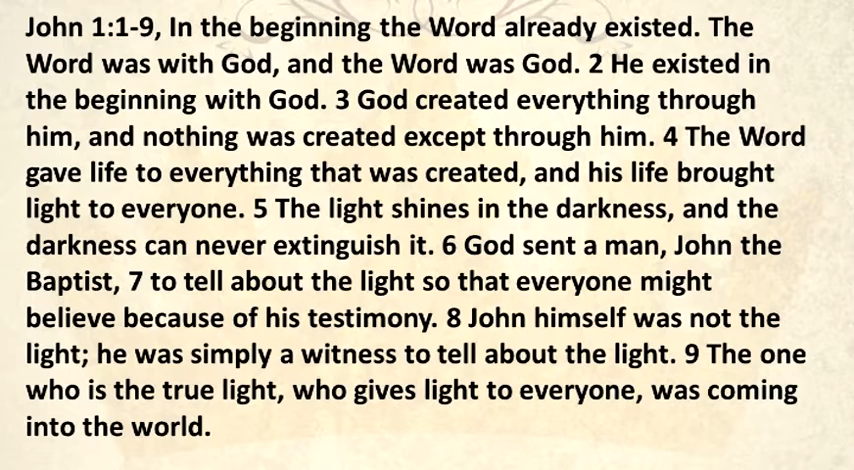 John 1:1-9, In the beginning the Word already existed. The
Word was with God, and the Word was God. 2 He existed in
the beginning with God. 3 God created everything through
him, and nothing was created except through him. 4 The Word
gave life to everything that was created, and his life brought
light to everyone. 5 The light shines in the darkness, and the
darkness can never extinguish it. 6 God sent a man, John the
Baptist, 7 to tell about the light so that everyone might
believe because of his testimony. 8 John himself was not the
light; he was simply a witness to tell about the light. 9 The one
who is the true light, who gives light to everyone, was coming
into the world.